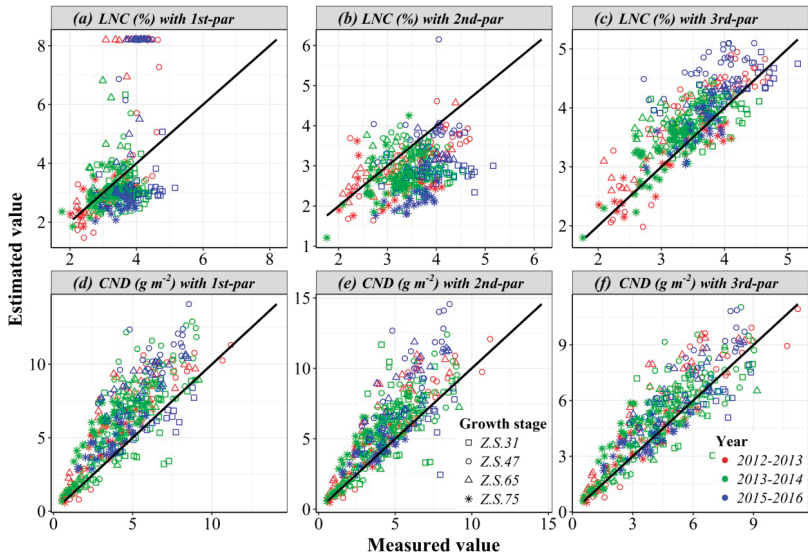 (a) LNC (%) with 1st-par
(b) LNC (%) with 2nd-par
(c) LNC (%) with 3rd-par
8
6
4
2
2 4 6 8
6
5
4
3
2
1
2 3 4 5 6
5
4
3
2
2 3 4 5
Estimated value
(d) CND (g m⁻²) with 1st-par
(e) CND (g m⁻²) with 2nd-par
(f) CND (g m⁻²) with 3rd-par
10
5
0
0 5 10
15
10
5
0
0 5 10 15
Growth stage
Z.S.31
Z.S.47
Z.S.65
Z.S.75
9
6
3
0
0 3 6 9
Year
2012-2013
2013-2014
2015-2016
Measured value